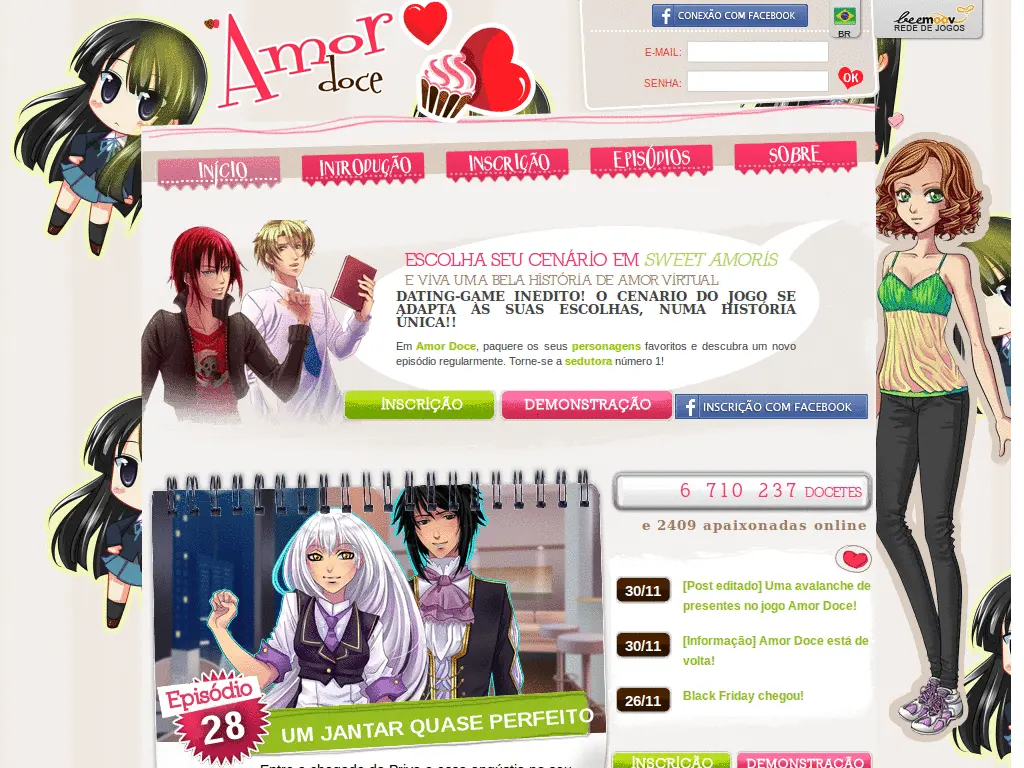 Amor
doce
CONEXÃO COM FACEBOOK
BR
beemoov
REDE DE JOGOS
E-MAIL:
SENHA:
OK
INÍCIO
INTRODUÇÃO
INSCRIÇÃO
EPISÓDIOS
SOBRE
ESCOLHA SEU CENÁRIO EM SWEET AMORIS
E VIVA UMA BELA HISTÓRIA DE AMOR VIRTUAL
DATING-GAME INEDITO! O CENARIO DO JOGO SE
ADAPTA ÀS SUAS ESCOLHAS, NUMA HISTÓRIA
ÚNICA!!
Em Amor Doce, paquere os seus personagens favoritos e descubra um novo
episódio regularmente. Torne-se a sedutora número 1!
INSCRIÇÃO
DEMONSTRAÇÃO
INSCRIÇÃO COM FACEBOOK
6 710 237 DOCETES
e 2409 apaixonadas online
30/11 [Post editado] Uma avalanche de
presentes no jogo Amor Doce!
30/11 [Informação] Amor Doce está de
volta!
26/11 Black Friday chegou!
Episódio
28
UM JANTAR QUASE PERFEITO
INSCRIÇÃO
DEMONSTRAÇÃO